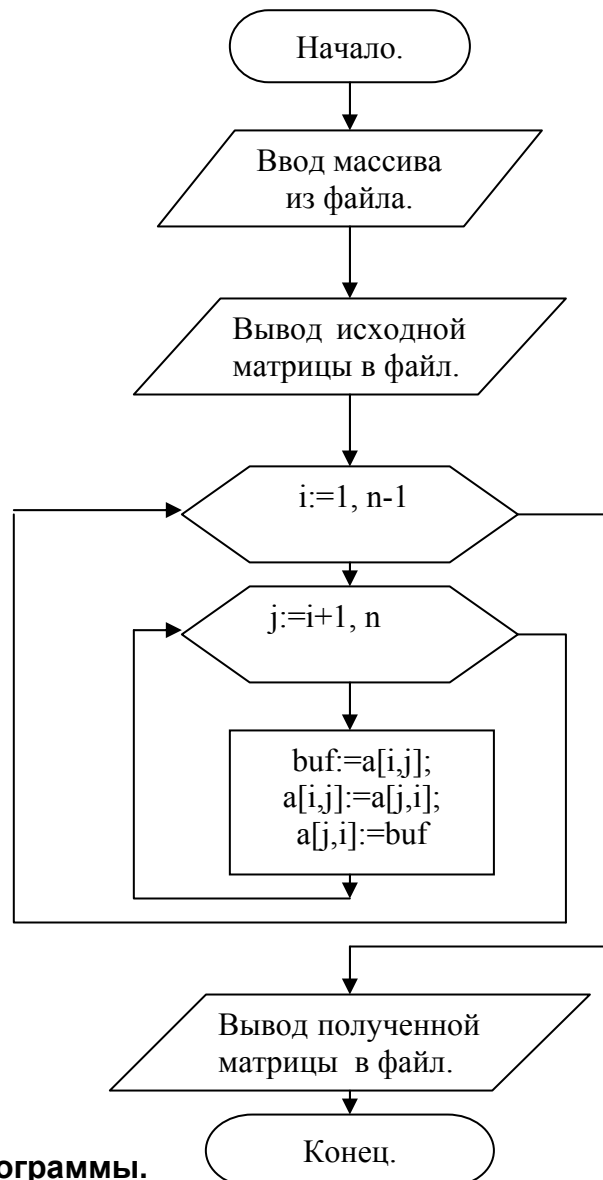 Начало.
Ввод массива
из файла.
Вывод исходной
матрицы в файл.
i:=1, n-1
j:=i+1, n
buf:=a[i,j];
a[i,j]:=a[j,i];
a[j,i]:=buf
Вывод полученной
матрицы в файл.
Конец.
ограммы.